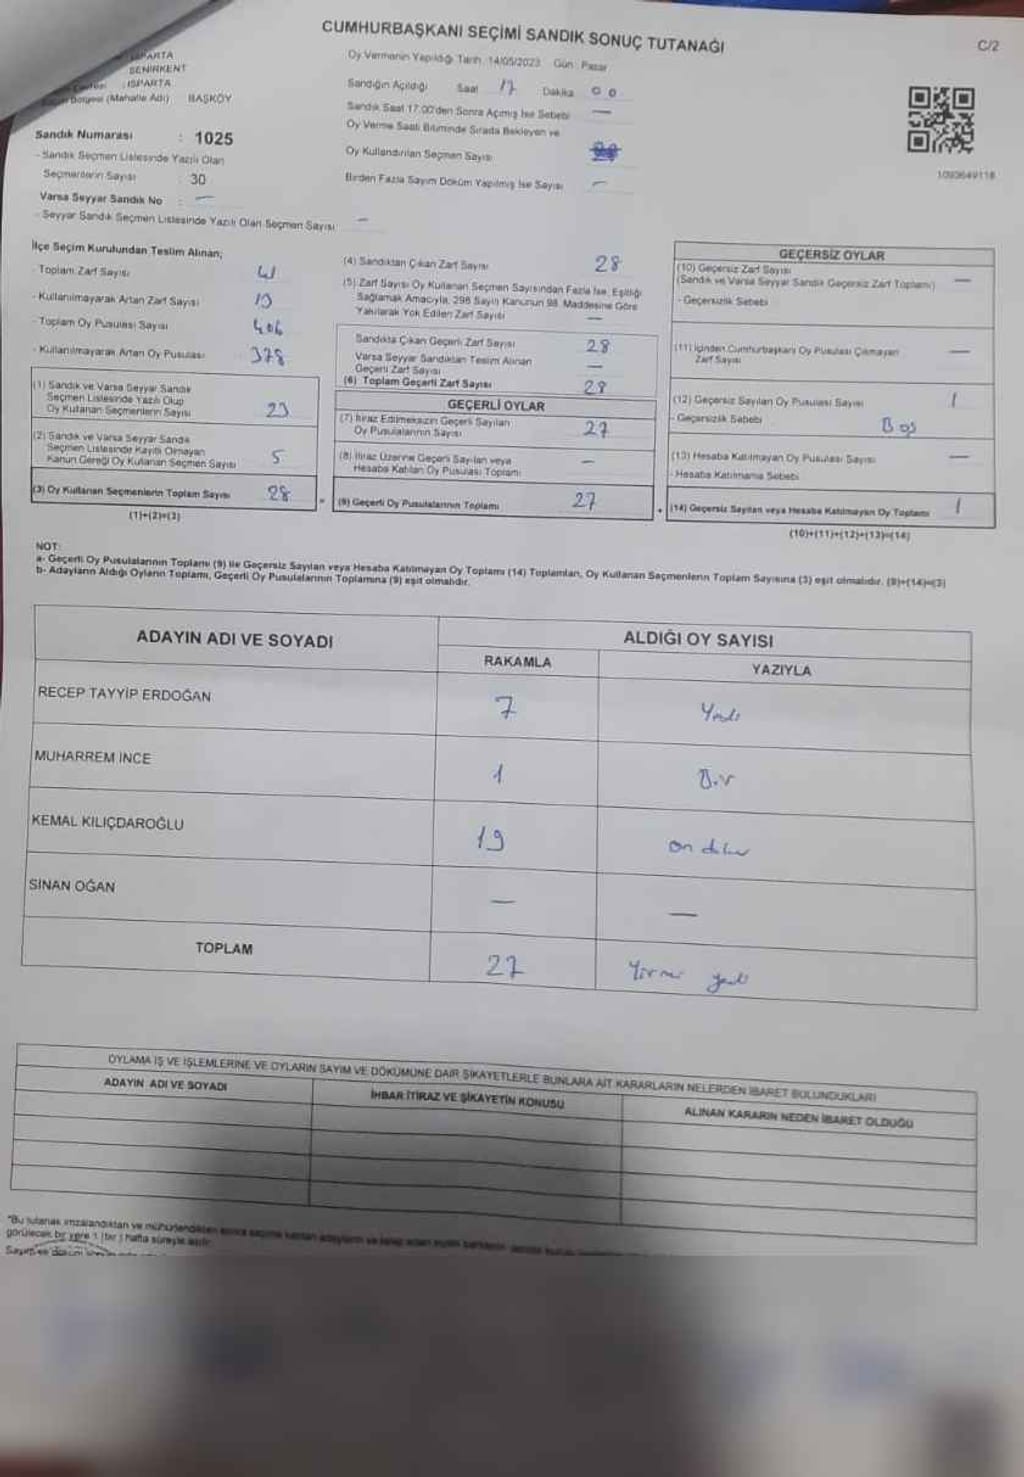 CUMHURBAŞKANI SEÇİMİ SANDIK SONUÇ TUTANAĞI
C/2
ISPARTA
SENİRKENT
ISPARTA
Bölgesi (Mahalle Adı) BAŞKÖY
Oy Vermenin Yapıldığı Tarih :14/05/2023 Gün : Pazar
Sandığın Açıldığı Saat 17 Dakika 00
Sandık Saat 17.00'den Sonra Açılmış İse Sebebi —
Oy Verme Saati Bitiminde Sırada Bekleyen ve
Oy Kullandırılan Seçmen Sayısı
Birden Fazla Sayım Döküm Yapılmış İse Sayısı —
1093649118
Sandık Numarası : 1025
- Sandık Seçmen Listesinde Yazılı Olan
Seçmenlerin Sayısı : 30
Varsa Seyyar Sandık No : —
- Seyyar Sandık Seçmen Listesinde Yazılı Olan Seçmen Sayısı : —
İlçe Seçim Kurulundan Teslim Alınan;
- Toplam Zarf Sayısı
- Kullanılmayarak Artan Zarf Sayısı
- Toplam Oy Pusulası Sayısı 406
- Kullanılmayarak Artan Oy Pusulası 378
(1) Sandık ve Varsa Seyyar Sandık
Seçmen Listesinde Yazılı Olup
Oy Kullanan Seçmenlerin Sayısı 23
(2) Sandık ve Varsa Seyyar Sandık
Seçmen Listesinde Kayıtlı Olmayan
Kanun Gereği Oy Kullanan Seçmen Sayısı 5
(3) Oy Kullanan Seçmenlerin Toplam Sayısı 28
(1)+(2)=(3)
(4) Sandıktan Çıkan Zarf Sayısı 28
(5) Zarf Sayısı Oy Kullanan Seçmen Sayısından Fazla İse, Eşitliği
Sağlamak Amacıyla, 298 Sayılı Kanunun 98. Maddesine Göre
Yakılarak Yok Edilen Zarf Sayısı —
Sandıkta Çıkan Geçerli Zarf Sayısı 28
Varsa Seyyar Sandıktan Teslim Alınan
Geçerli Zarf Sayısı —
(6) Toplam Geçerli Zarf Sayısı 28
GEÇERLİ OYLAR
(7) İtiraz Edilmeksizin Geçerli Sayılan
Oy Pusulalarının Sayısı 27
(8) İtiraz Üzerine Geçerli Sayılan veya
Hesaba Katılan Oy Pusulası Toplamı —
= (9) Geçerli Oy Pusulalarının Toplamı 27
GEÇERSİZ OYLAR
(10) Geçersiz Zarf Sayısı
(Sandık ve Varsa Seyyar Sandık Geçersiz Zarf Toplamı) —
- Geçersizlik Sebebi
(11) İçinden Cumhurbaşkanı Oy Pusulası Çıkmayan
Zarf Sayısı —
(12) Geçersiz Sayılan Oy Pusulası Sayısı 1
- Geçersizlik Sebebi Boş
(13) Hesaba Katılmayan Oy Pusulası Sayısı —
- Hesaba Katılmama Sebebi
+ (14) Geçersiz Sayılan veya Hesaba Katılmayan Oy Toplamı 1
(10)+(11)+(12)+(13)=(14)
NOT:
a- Geçerli Oy Pusulalarının Toplamı (9) ile Geçersiz Sayılan veya Hesaba Katılmayan Oy Toplamı (14) Toplamları, Oy Kullanan Seçmenlerin Toplam Sayısına (3) eşit olmalıdır. (9)+(14)=(3)
b- Adayların Aldığı Oyların Toplamı, Geçerli Oy Pusulalarının Toplamına (9) eşit olmalıdır.
ADAYIN ADI VE SOYADI
ALDIĞI OY SAYISI
RAKAMLA
YAZIYLA
RECEP TAYYİP ERDOĞAN 7 Yedi
MUHARREM İNCE 1 Bir
KEMAL KILIÇDAROĞLU 19 on dokuz
SİNAN OĞAN — —
TOPLAM 27 Yirmi yedi
OYLAMA İŞ VE İŞLEMLERİNE VE OYLARIN SAYIM VE DÖKÜMÜNE DAİR ŞİKAYETLERLE BUNLARA AİT KARARLARIN NELERDEN İBARET BULUNDUKLARI
ADAYIN ADI VE SOYADI
İHBAR İTİRAZ VE ŞİKAYETİN KONUSU
ALINAN KARARIN NEDEN İBARET OLDUĞU
"Bu tutanak imzalandıktan ve mühürlendikten sonra
görülecek bir yere 1 (bir) hafta süreyle asılır.